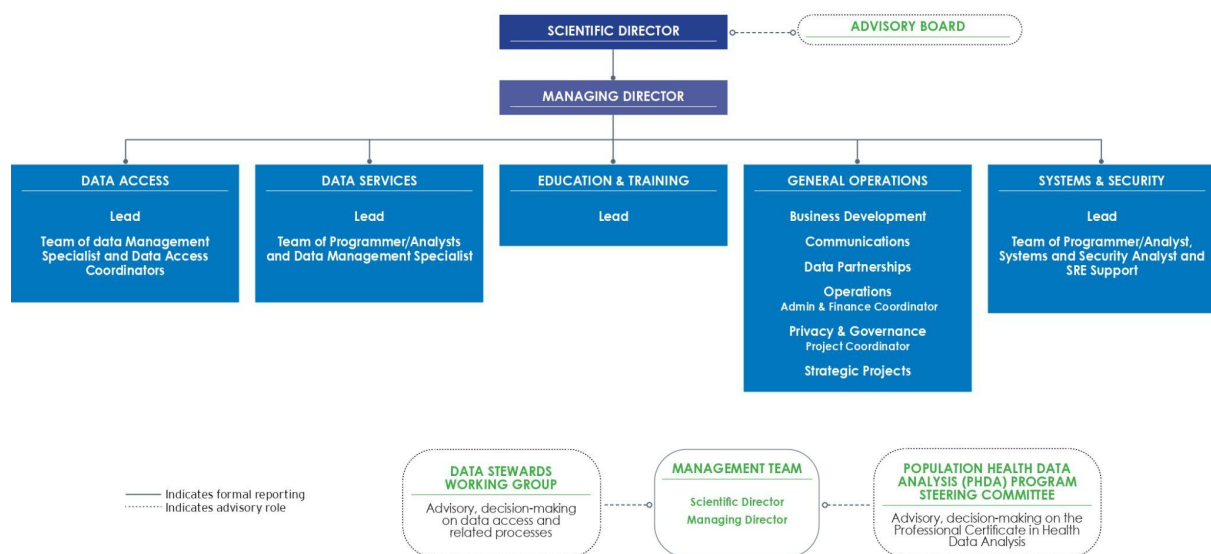 SCIENTIFIC DIRECTOR
ADVISORY BOARD
MANAGING DIRECTOR
DATA ACCESS
Lead
Team of data Management
Specialist and Data Access
Coordinators
DATA SERVICES
Lead
Team of Programmer/Analysts
and Data Management Specialist
EDUCATION & TRAINING
Lead
GENERAL OPERATIONS
Business Development
Communications
Data Partnerships
Operations
Admin & Finance Coordinator
Privacy & Governance
Project Coordinator
Strategic Projects
SYSTEMS & SECURITY
Lead
Team of Programmer/Analyst,
Systems and Security Analyst and
SRE Support
Indicates formal reporting
Indicates advisory role
DATA STEWARDS
WORKING GROUP
Advisory, decision-making
on data access and
related processes
MANAGEMENT TEAM
Scientific Director
Managing Director
POPULATION HEALTH DATA
ANALYSIS (PHDA) PROGRAM
STEERING COMMITTEE
Advisory, decision-making on the
Professional Certificate in Health
Data Analysis